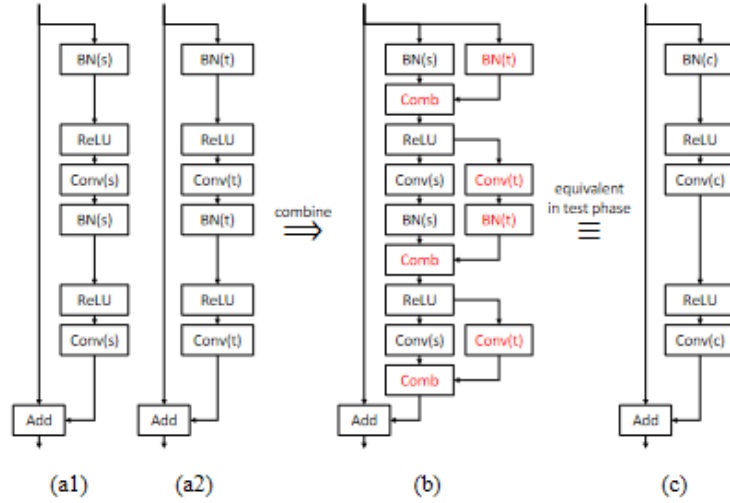 BN(s)
BN(t)
BN(s)
BN(t)
BN(c)
Comb
ReLU
ReLU
ReLU
ReLU
Conv(s)
Conv(t)
Conv(s)
Conv(t)
Conv(c)
BN(s)
BN(t)
combine
BN(s)
BN(t)
equivalent
in test phase
Comb
ReLU
ReLU
ReLU
ReLU
Conv(s)
Conv(t)
Conv(s)
Conv(t)
Conv(c)
Comb
Add
Add
Add
Add
(a1)
(a2)
(b)
(c)